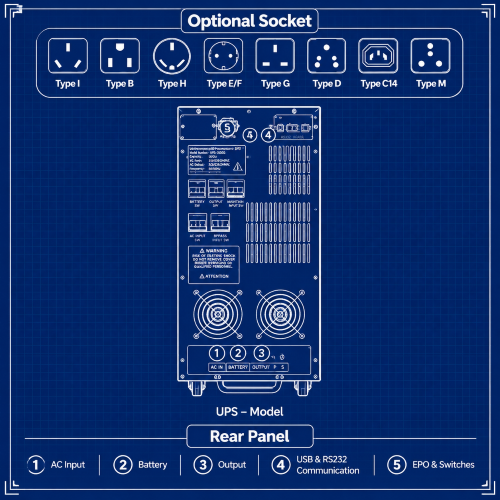 Optional Socket
Type I
Type B
Type H
Type E/F
Type G
Type D
Type C14
Type M
5
4
4
BATTERY
OUTPUT
AC INPUT
BYPASS
WARNING
ATTENTION
1
2
3
AC IN
BATTERY
OUTPUT
UPS – Model
Rear Panel
1 AC Input
2 Battery
3 Output
4 USB & RS232 Communication
5 EPO & Switches